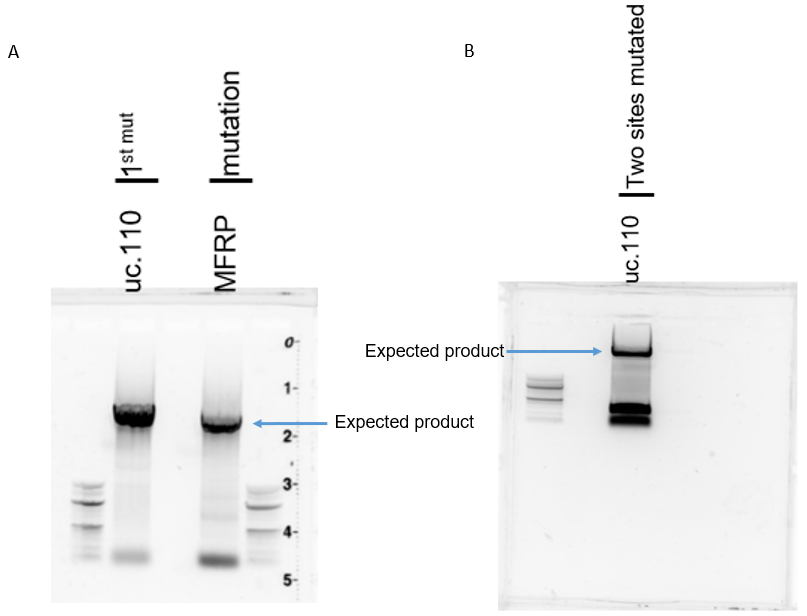 A
B
1st mut
mutation
Two sites mutated
uc.110
MFRP
uc.110
0-
1-
2-
3-
4-
5-
Expected product
Expected product